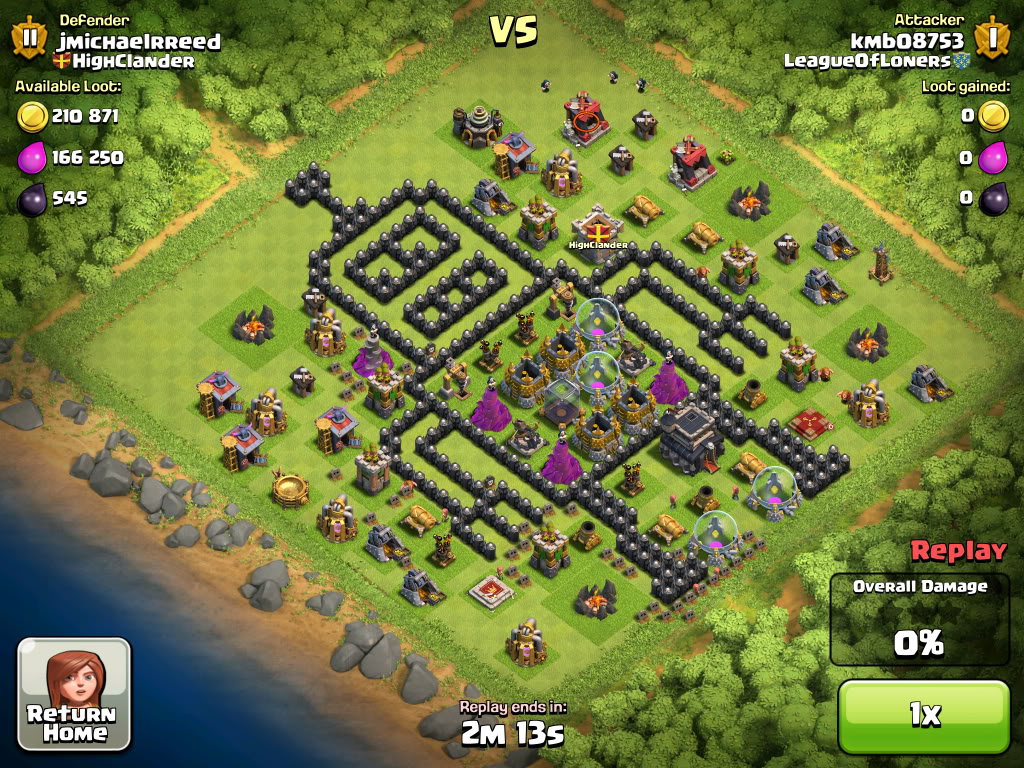 Defender
jmichaelrreed
HighClander
Available Loot:
210 871
166 250
545
VS
Attacker
kmb08753
LeagueOfLoners
Loot gained:
0
0
0
HighClander
Replay
Overall Damage
0%
1x
Replay ends in:
2m 13s
Return
Home